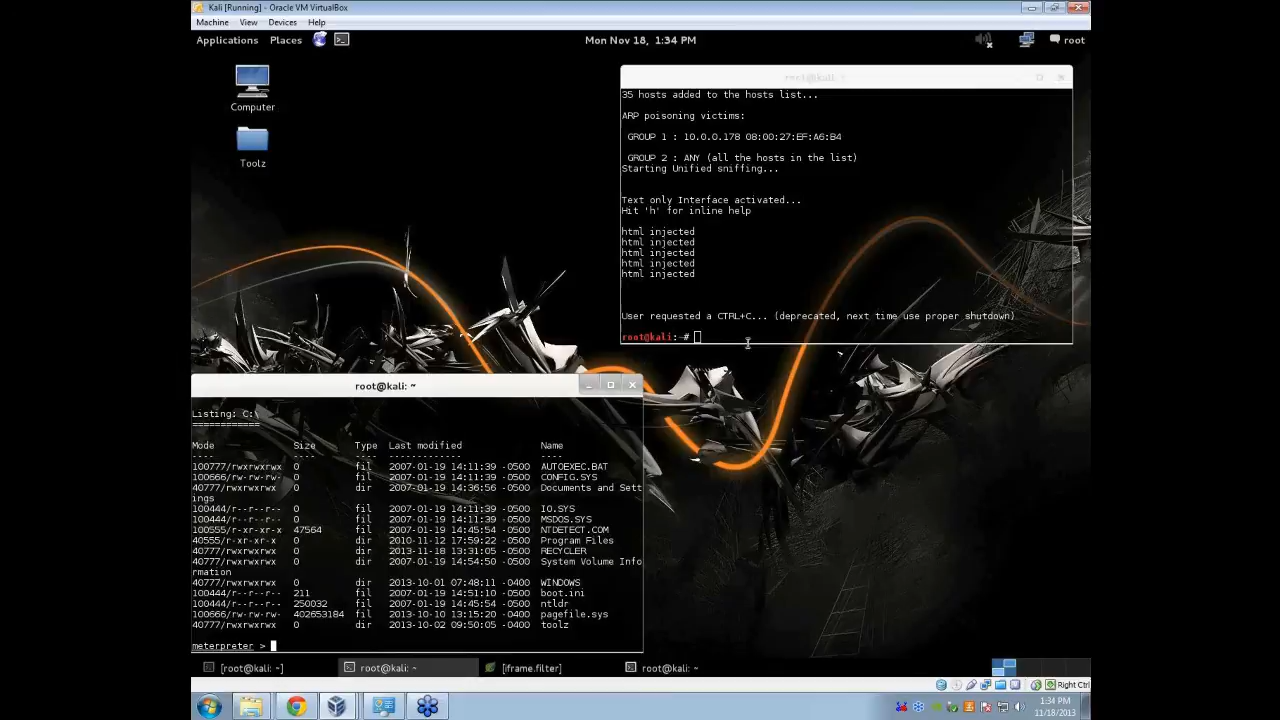 Kali [Running] - Oracle VM VirtualBox
Machine View Devices Help
Applications Places Mon Nov 18, 1:34 PM root
Computer
Toolz
root@kali: ~
35 hosts added to the hosts list...
ARP poisoning victims:
GROUP 1 : 10.0.0.178 08:00:27:EF:A6:B4
GROUP 2 : ANY (all the hosts in the list)
Starting Unified sniffing...
Text only Interface activated...
Hit 'h' for inline help
html injected
html injected
html injected
html injected
html injected
User requested a CTRL+C... (deprecated, next time use proper shutdown)
root@kali:~#
root@kali: ~
Listing: C:\
============
Mode Size Type Last modified Name
---- ---- ---- ------------- ----
100777/rwxrwxrwx 0 fil 2007-01-19 14:11:39 -0500 AUTOEXEC.BAT
100666/rw-rw-rw- 0 fil 2007-01-19 14:11:39 -0500 CONFIG.SYS
40777/rwxrwxrwx 0 dir 2007-01-19 14:36:56 -0500 Documents and Sett
ings
100444/r--r--r-- 0 fil 2007-01-19 14:11:39 -0500 IO.SYS
100444/r--r--r-- 0 fil 2007-01-19 14:11:39 -0500 MSDOS.SYS
100555/r-xr-xr-x 47564 fil 2007-01-19 14:45:54 -0500 NTDETECT.COM
40555/r-xr-xr-x 0 dir 2010-11-12 17:59:22 -0500 Program Files
40777/rwxrwxrwx 0 dir 2013-11-18 13:31:05 -0500 RECYCLER
40777/rwxrwxrwx 0 dir 2007-01-19 14:54:50 -0500 System Volume Info
rmation
40777/rwxrwxrwx 0 dir 2013-10-01 07:48:11 -0400 WINDOWS
100444/r--r--r-- 211 fil 2007-01-19 14:51:10 -0500 boot.ini
100444/r--r--r-- 250032 fil 2007-01-19 14:45:54 -0500 ntldr
100666/rw-rw-rw- 402653184 fil 2013-10-10 13:15:20 -0400 pagefile.sys
40777/rwxrwxrwx 0 dir 2013-10-02 09:50:05 -0400 toolz
meterpreter >
[root@kali: ~] root@kali: ~ [iframe.filter] root@kali: ~
Right Ctrl
1:34 PM
11/18/2013